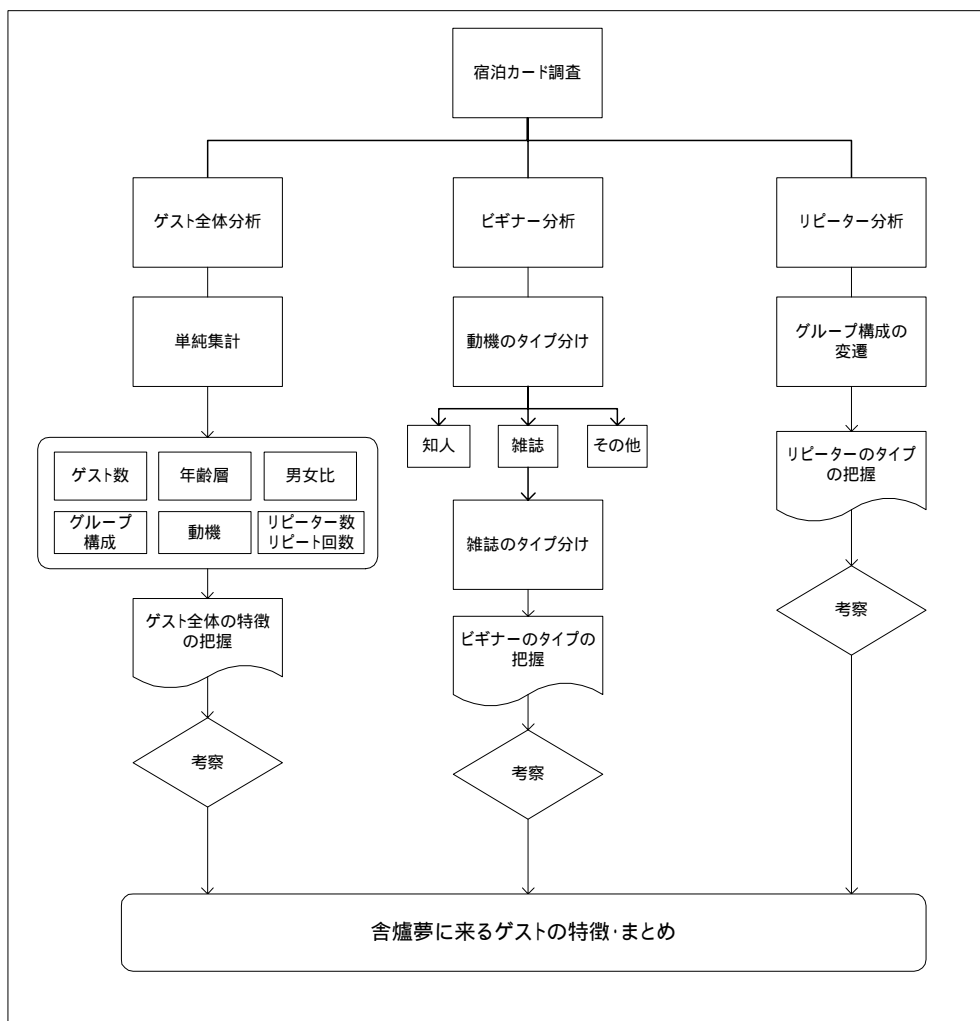 宿泊カード調査
ゲスト全体分析
ビギナー分析
リピーター分析
単純集計
動機のタイプ分け
グループ構成の
変遷
知人
雑誌
その他
リピーターのタイプ
の把握
ゲスト数
年齢層
男女比
グループ
構成
動機
リピーター数
リピート回数
雑誌のタイプ分け
考察
ゲスト全体の特徴
の把握
ビギナーのタイプの
把握
考察
考察
舎爐夢に来るゲストの特徴・まとめ